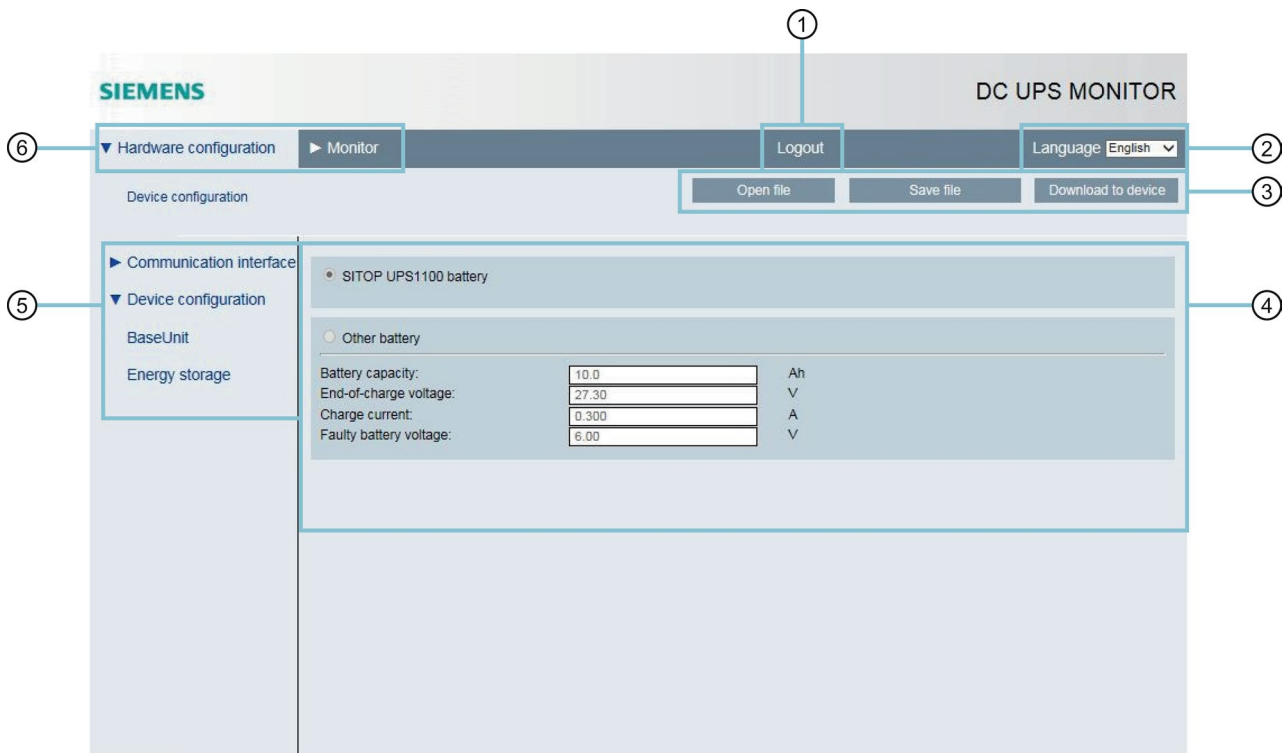 1
SIEMENS
DC UPS MONITOR
6
▼ Hardware configuration
► Monitor
Logout
Language English
2
Device configuration
Open file
Save file
Download to device
3
► Communication interface
SITOP UPS1100 battery
▼ Device configuration
5
4
BaseUnit
Other battery
Energy storage
Battery capacity: 10.0 Ah
End-of-charge voltage: 27.30 V
Charge current: 0.300 A
Faulty battery voltage: 6.00 V